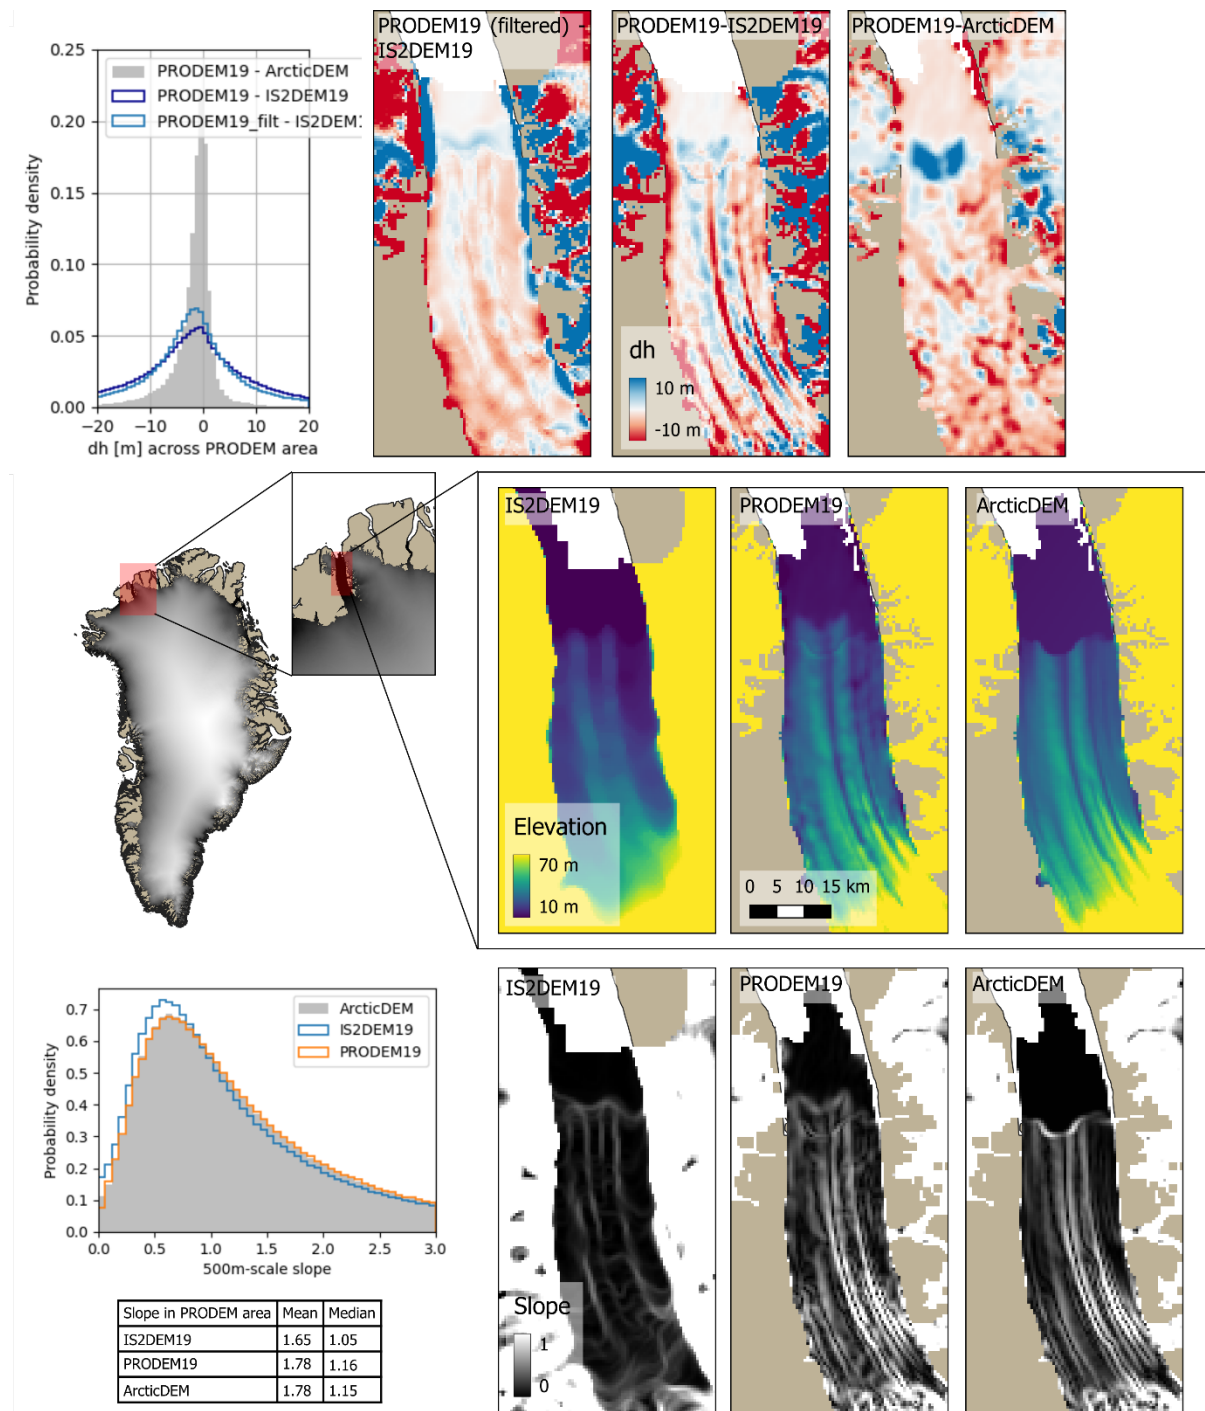 PRODEM19 (filtered) -
IS2DEM19
PRODEM19-IS2DEM19
PRODEM19-ArcticDEM
0.25
0.20
0.15
0.10
0.05
0.00
Probability density
PRODEM19 - ArcticDEM
PRODEM19 - IS2DEM19
PRODEM19_filt - IS2DEM1
−20
−10
0
10
20
dh [m] across PRODEM area
dh
10 m
-10 m
IS2DEM19
PRODEM19
ArcticDEM
Elevation
70 m
10 m
0 5 10 15 km
0.7
0.6
0.5
0.4
0.3
0.2
0.1
0.0
Probability density
ArcticDEM
IS2DEM19
PRODEM19
0.0
0.5
1.0
1.5
2.0
2.5
3.0
500m-scale slope
Slope in PRODEM area Mean Median
IS2DEM19 1.65 1.05
PRODEM19 1.78 1.16
ArcticDEM 1.78 1.15
IS2DEM19
PRODEM19
ArcticDEM
Slope
1
0